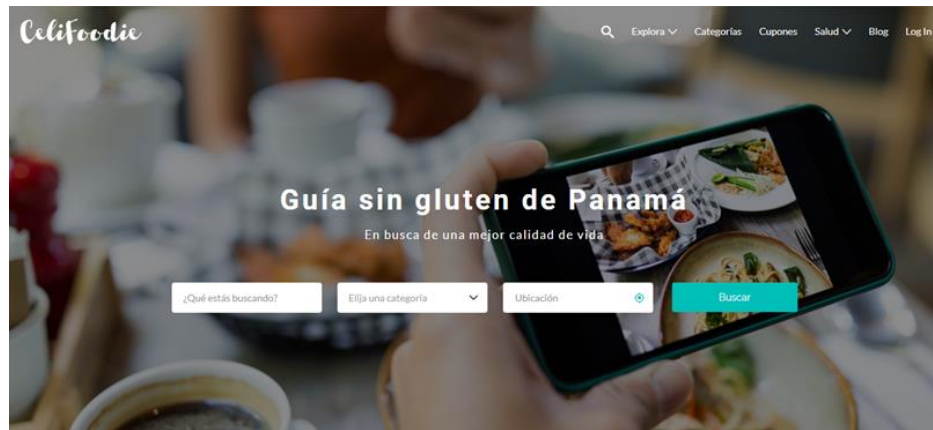 CeliFoodie
Explora Categorías Cupones Salud Blog Log In
Guía sin gluten de Panamá
En busca de una mejor calidad de vida
¿Qué estás buscando? Elija una categoría Ubicación Buscar